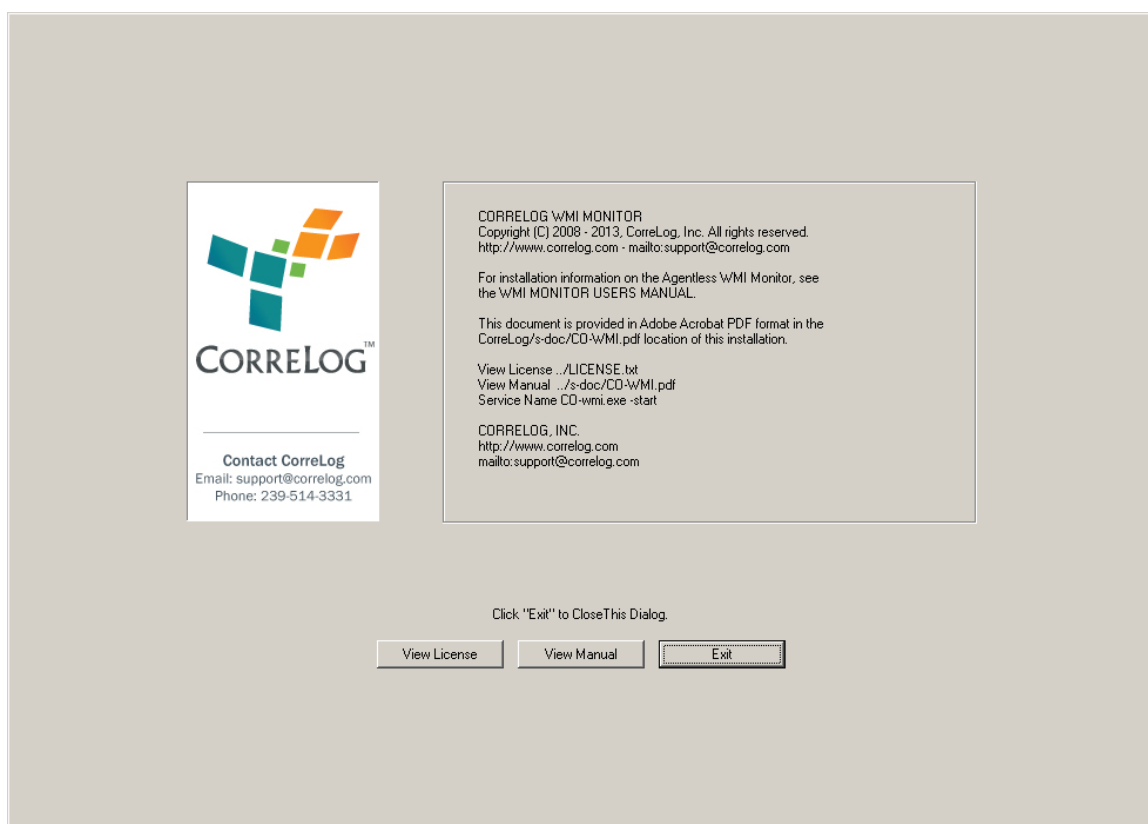 CORRELOG™
Contact CorreLog
Email: support@correlog.com
Phone: 239-514-3331
CORRELOG WMI MONITOR
Copyright (C) 2008 - 2013, CorreLog, Inc. All rights reserved.
http://www.correlog.com - mailto:support@correlog.com
For installation information on the Agentless WMI Monitor, see
the WMI MONITOR USERS MANUAL.
This document is provided in Adobe Acrobat PDF format in the
CorreLog/s-doc/CO-WMI.pdf location of this installation.
View License ../LICENSE.txt
View Manual ../s-doc/CO-WMI.pdf
Service Name CO-wmi.exe -start
CORRELOG, INC.
http://www.correlog.com
mailto:support@correlog.com
Click "Exit" to CloseThis Dialog.
View License
View Manual
Exit